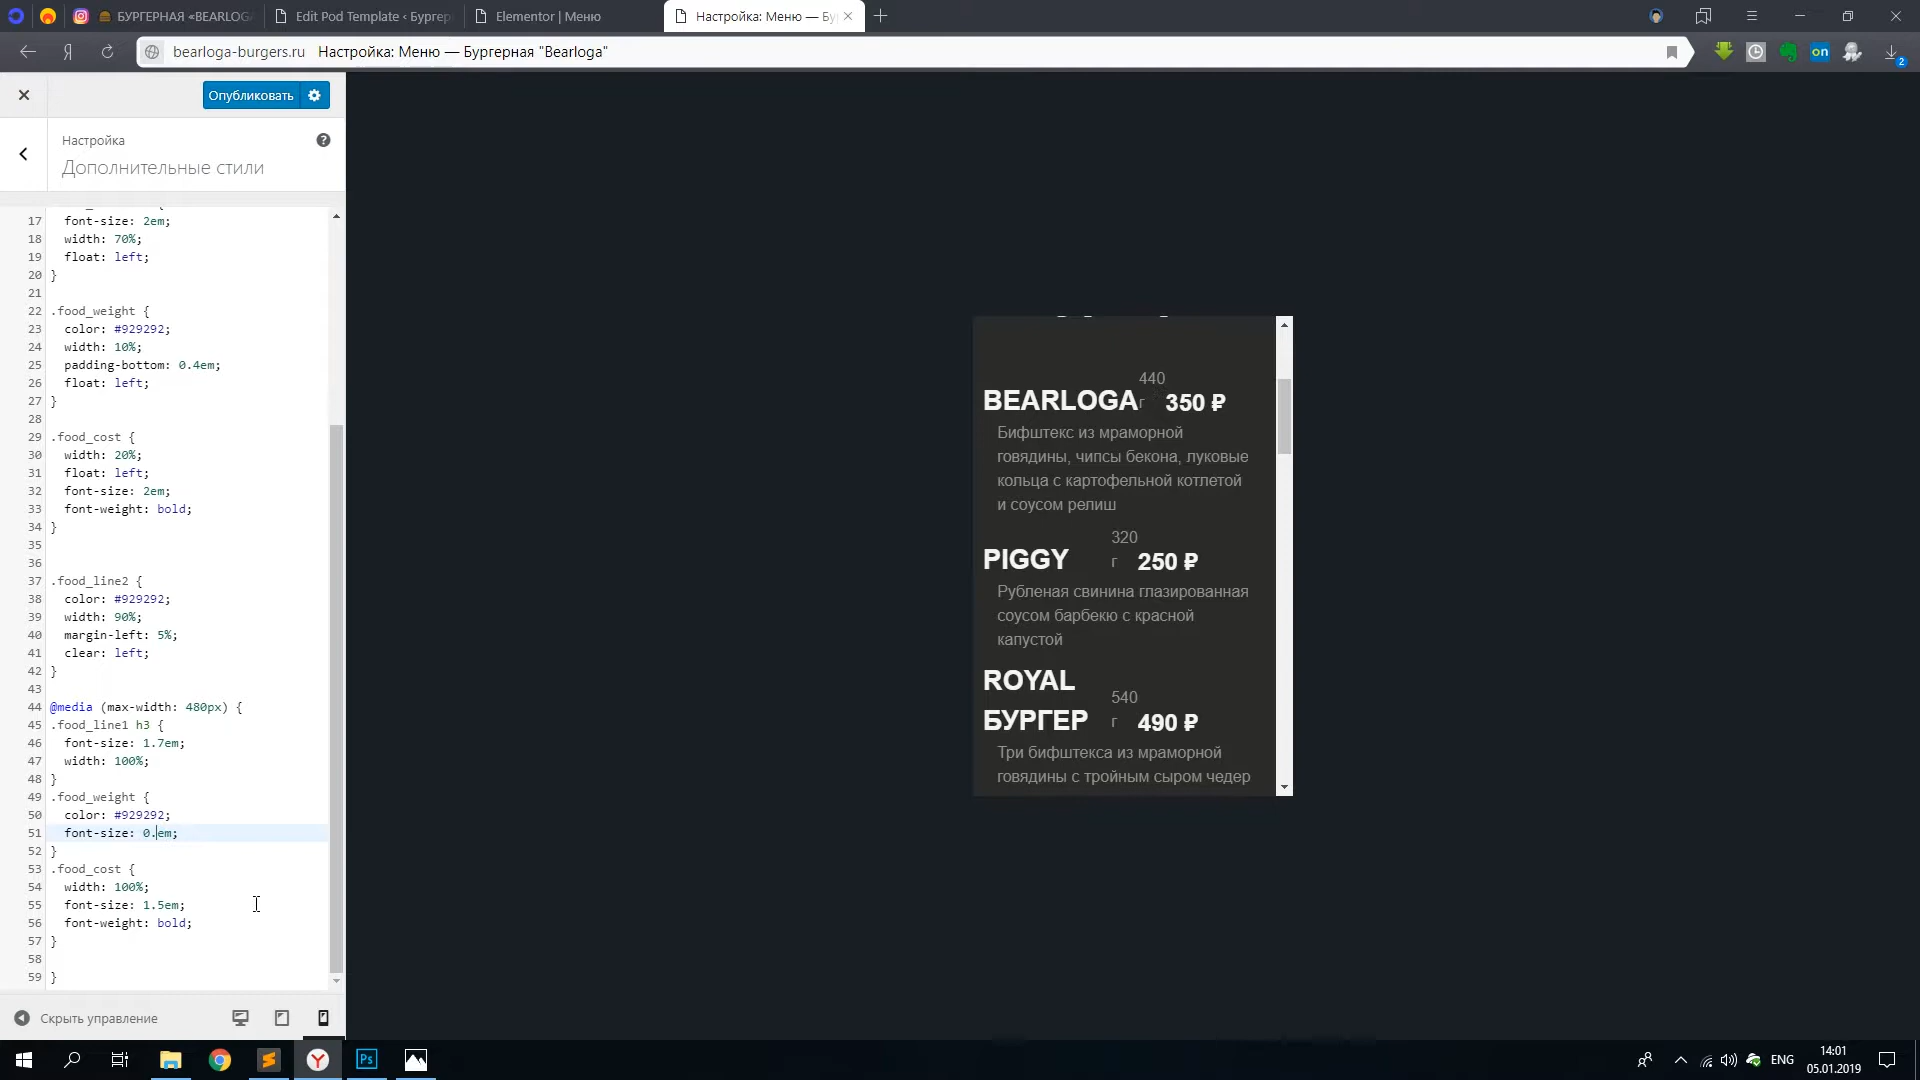 БУРГЕРНАЯ «BEARLOGA
Edit Pod Template ‹ Бургер
Elementor | Меню
Настройка: Меню — Бу
Я
bearloga-burgers.ru Настройка: Меню — Бургерная "Bearloga"
on
2
Опубликовать
Настройка
?
Дополнительные стили
17 font-size: 2em;
18 width: 70%;
19 float: left;
20 }
21
22 .food_weight {
23 color: #929292;
24 width: 10%;
25 padding-bottom: 0.4em;
26 float: left;
27 }
28
29 .food_cost {
30 width: 20%;
31 float: left;
32 font-size: 2em;
33 font-weight: bold;
34 }
35
36
37 .food_line2 {
38 color: #929292;
39 width: 90%;
40 margin-left: 5%;
41 clear: left;
42 }
43
44 @media (max-width: 480px) {
45 .food_line1 h3 {
46 font-size: 1.7em;
47 width: 100%;
48 }
49 .food_weight {
50 color: #929292;
51 font-size: 0.em;
52 }
53 .food_cost {
54 width: 100%;
55 font-size: 1.5em;
56 font-weight: bold;
57 }
58
59 }
Скрыть управление
440
BEARLOGA г 350 ₽
Бифштекс из мраморной
говядины, чипсы бекона, луковые
кольца с картофельной котлетой
и соусом релиш
320
PIGGY г 250 ₽
Рубленая свинина глазированная
соусом барбекю с красной
капустой
ROYAL
540
БУРГЕР г 490 ₽
Три бифштекса из мраморной
говядины с тройным сыром чедер
Y
Ps
ENG
14:01
05.01.2019